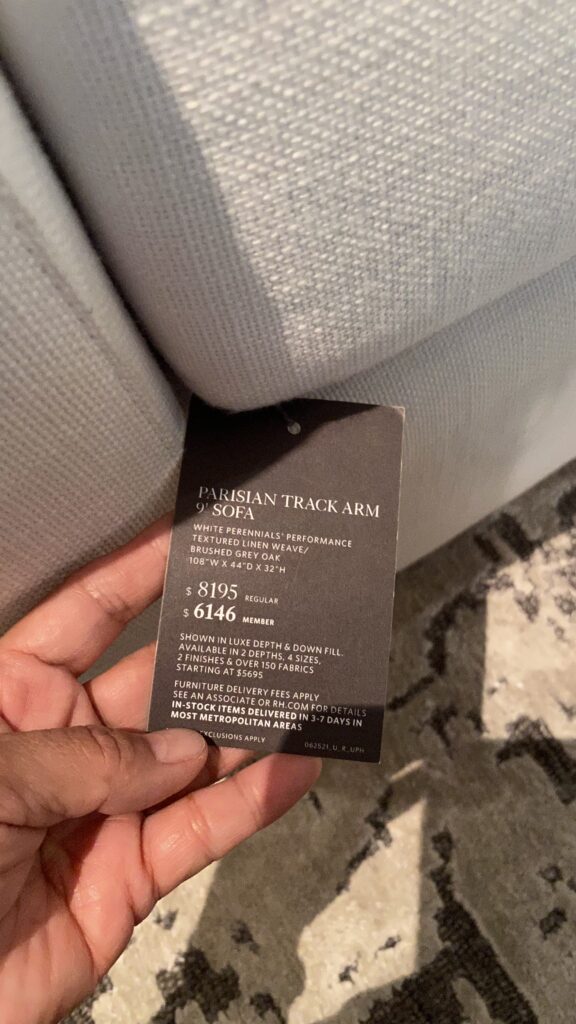 PARISIAN TRACK ARM
9' SOFA
WHITE PERENNIALS® PERFORMANCE
TEXTURED LINEN WEAVE/
BRUSHED GREY OAK
108"W X 44"D X 32"H
$ 8195 REGULAR
$ 6146 MEMBER
SHOWN IN LUXE DEPTH & DOWN FILL.
AVAILABLE IN 2 DEPTHS, 4 SIZES,
2 FINISHES & OVER 150 FABRICS
STARTING AT $5695
FURNITURE DELIVERY FEES APPLY
SEE AN ASSOCIATE OR RH.COM FOR DETAILS
IN-STOCK ITEMS DELIVERED IN 3-7 DAYS IN
MOST METROPOLITAN AREAS
EXCLUSIONS APPLY 062521_U_R_UPH